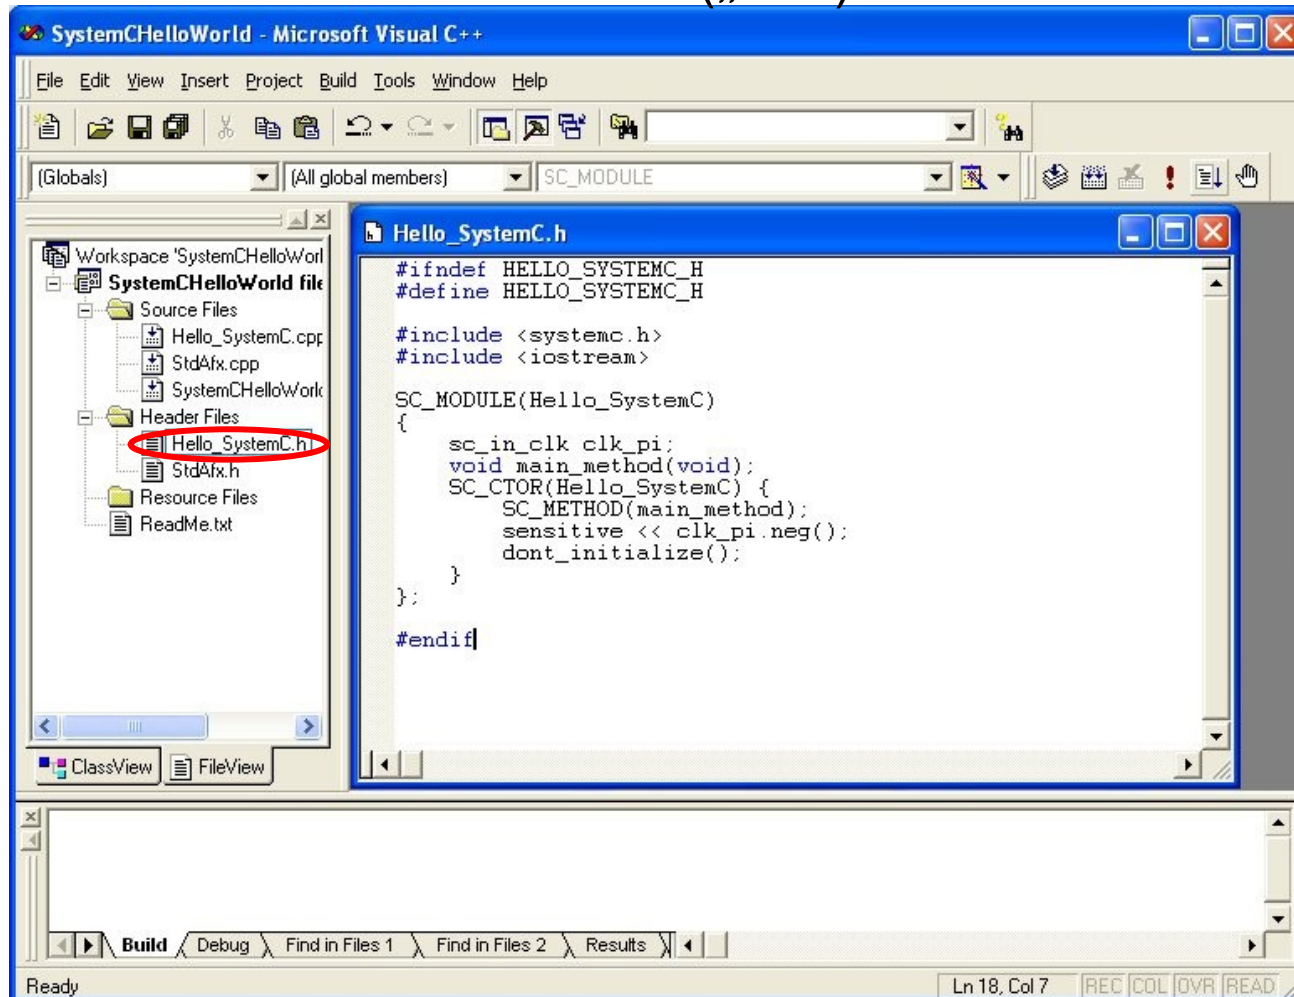 SystemCHelloWorld - Microsoft Visual C++
File Edit View Insert Project Build Tools Window Help
(Globals) (All global members) SC_MODULE
Workspace 'SystemCHelloWorl
SystemCHelloWorld file
Source Files
Hello_SystemC.cpp
StdAfx.cpp
SystemCHelloWorl
Header Files
Hello_SystemC.h
StdAfx.h
Resource Files
ReadMe.txt
ClassView FileView
Hello_SystemC.h
#ifndef HELLO_SYSTEMC_H
#define HELLO_SYSTEMC_H
#include <systemc.h>
#include <iostream>
SC_MODULE(Hello_SystemC)
{
sc_in_clk clk_pi;
void main_method(void);
SC_CTOR(Hello_SystemC) {
SC_METHOD(main_method);
sensitive << clk_pi.neg();
dont_initialize();
}
};
#endif
Build Debug Find in Files 1 Find in Files 2 Results
Ready Ln 18, Col 7 REC COL OVR READ